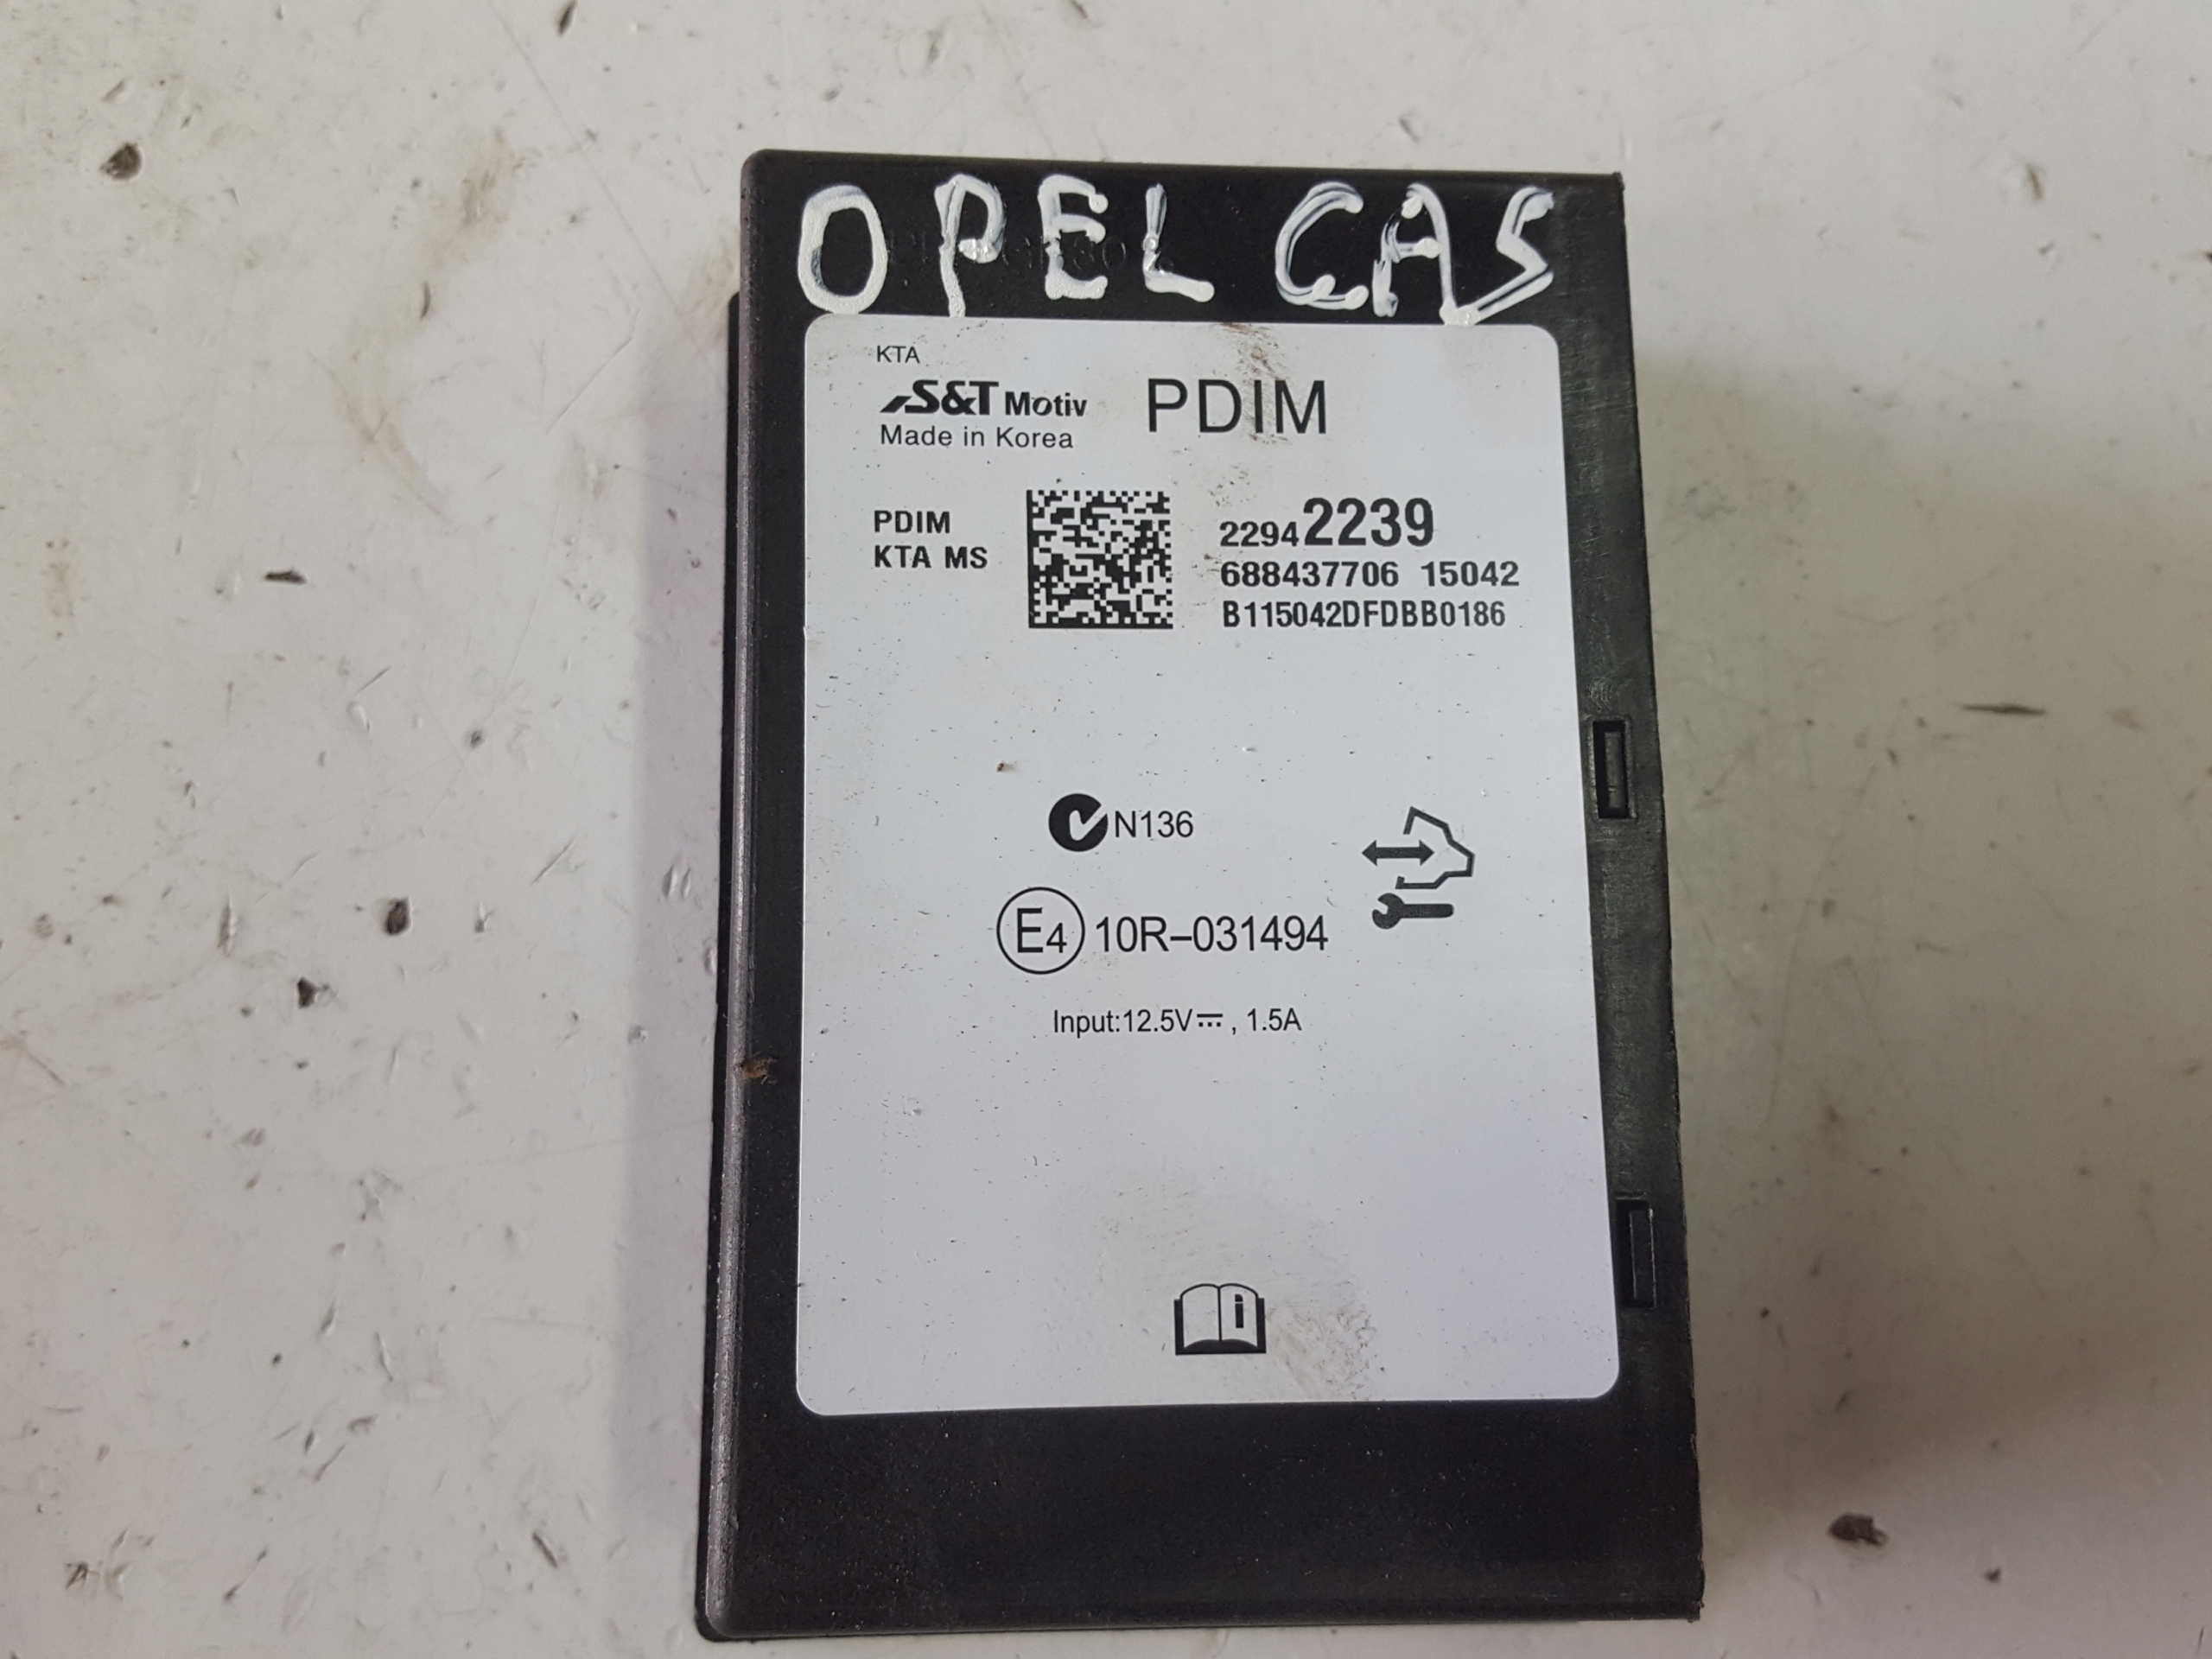 OPEL CAS
KTA
S&T Motiv PDIM
Made in Korea
PDIM
KTA MS
22942239
688437706 15042
B115042DFDBB0186
N136
E4 10R-031494
Input:12.5V⎓, 1.5A
i